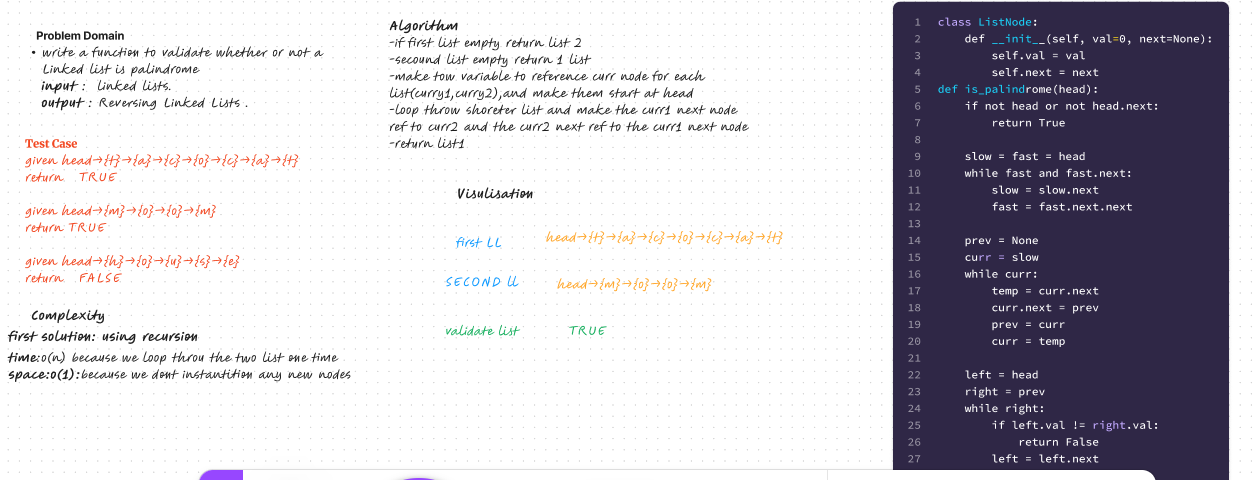 Problem Domain
• write a function to validate whether or not a
Linked list is palindrome
input : linked lists.
output : Reversing Linked Lists .
Test Case
given head→{t}→{a}→{c}→{o}→{c}→{a}→{t}
return TRUE
given head→{m}→{o}→{o}→{m}
return TRUE
given head→{h}→{o}→{u}→{s}→{e}
return FALSE
Complexity
first solution: using recursion
time:o(n) because we loop throu the two list one time
space:o(1):because we dont instantition any new nodes
Algorithm
-if first list empty return list 2
-secound list empty return 1 list
-make tow variable to reference curr node for each
list(curry1,curry2),and make them start at head
-loop throw shoreter list and make the curr1 next node
ref to curr2 and the curr2 next ref to the curr1 next node
-return list1
Visulisation
first LL head→{t}→{a}→{c}→{o}→{c}→{a}→{t}
SECOND ll head→{m}→{o}→{o}→{m}
validate list TRUE
1 class ListNode:
2 def __init__(self, val=0, next=None):
3 self.val = val
4 self.next = next
5 def is_palindrome(head):
6 if not head or not head.next:
7 return True
8
9 slow = fast = head
10 while fast and fast.next:
11 slow = slow.next
12 fast = fast.next.next
13
14 prev = None
15 curr = slow
16 while curr:
17 temp = curr.next
18 curr.next = prev
19 prev = curr
20 curr = temp
21
22 left = head
23 right = prev
24 while right:
25 if left.val != right.val:
26 return False
27 left = left.next